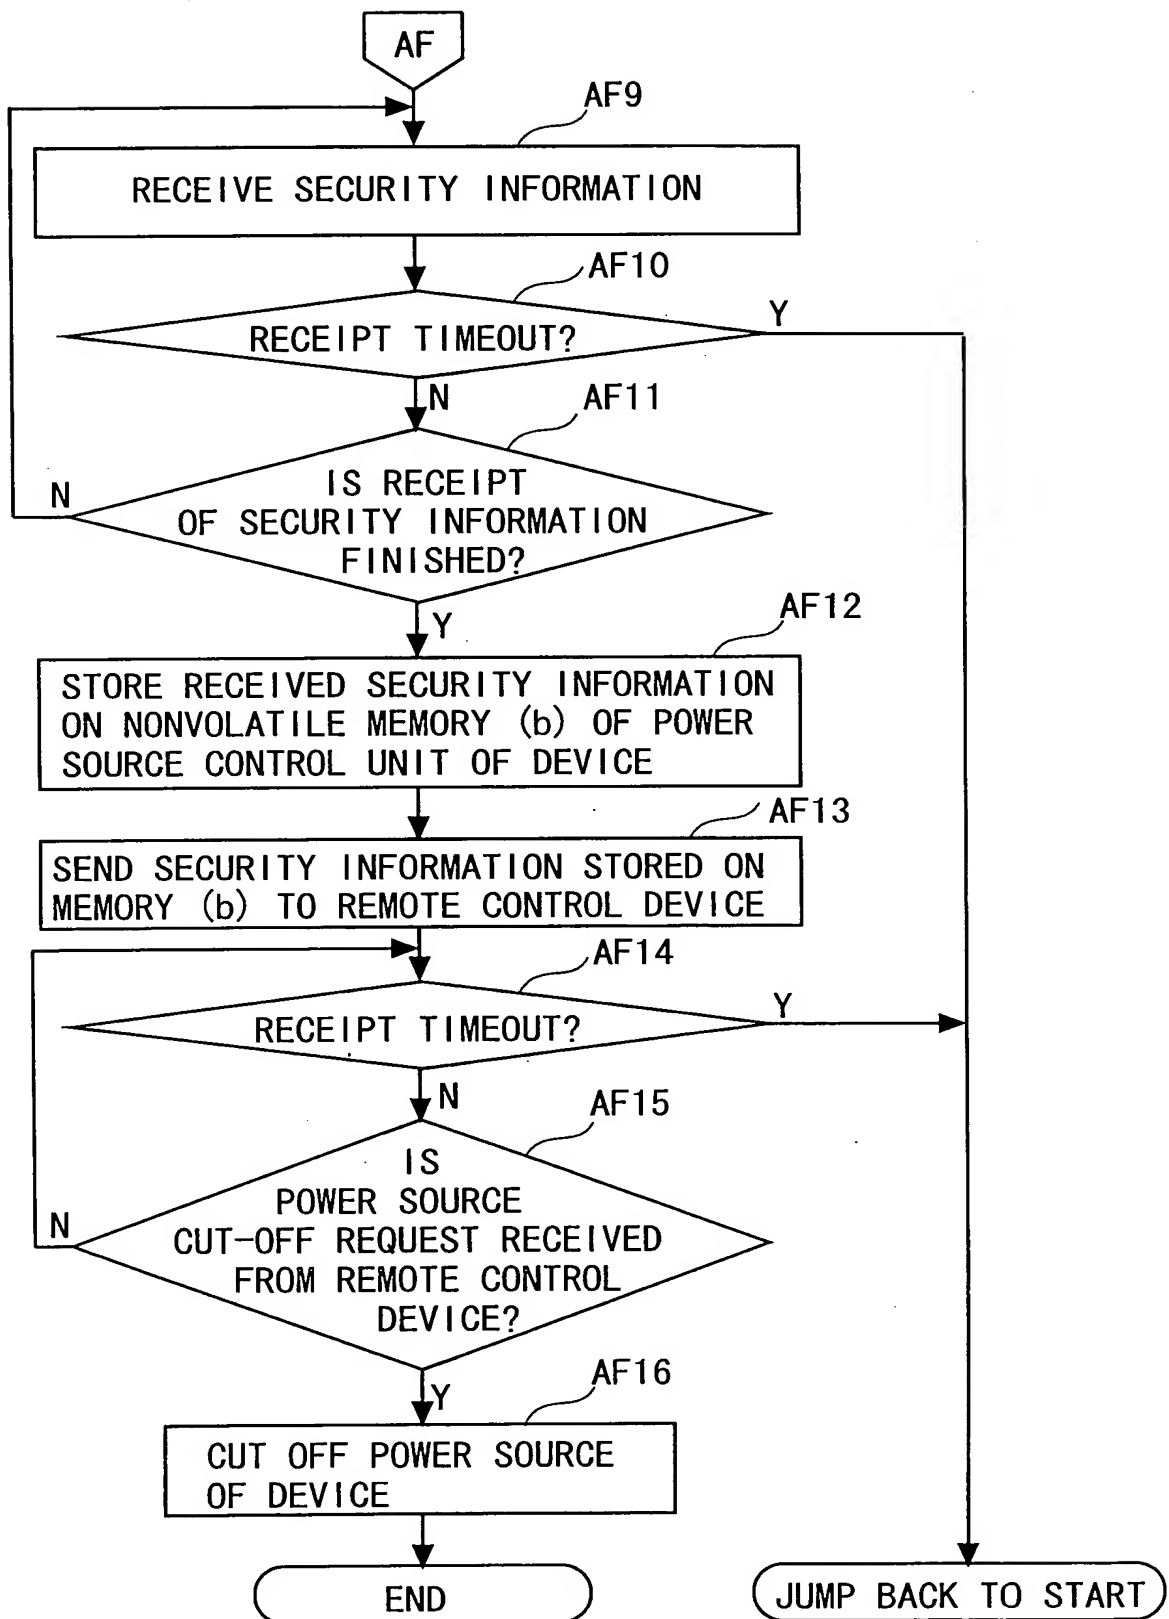 AF
AF9
RECEIVE SECURITY INFORMATION
AF10
RECEIPT TIMEOUT?
Y
N
AF11
IS RECEIPT
OF SECURITY INFORMATION
FINISHED?
N
Y
AF12
STORE RECEIVED SECURITY INFORMATION
ON NONVOLATILE MEMORY (b) OF POWER
SOURCE CONTROL UNIT OF DEVICE
AF13
SEND SECURITY INFORMATION STORED ON
MEMORY (b) TO REMOTE CONTROL DEVICE
AF14
RECEIPT TIMEOUT?
Y
N
AF15
IS
POWER SOURCE
CUT-OFF REQUEST RECEIVED
FROM REMOTE CONTROL
DEVICE?
N
Y
AF16
CUT OFF POWER SOURCE
OF DEVICE
END
JUMP BACK TO START